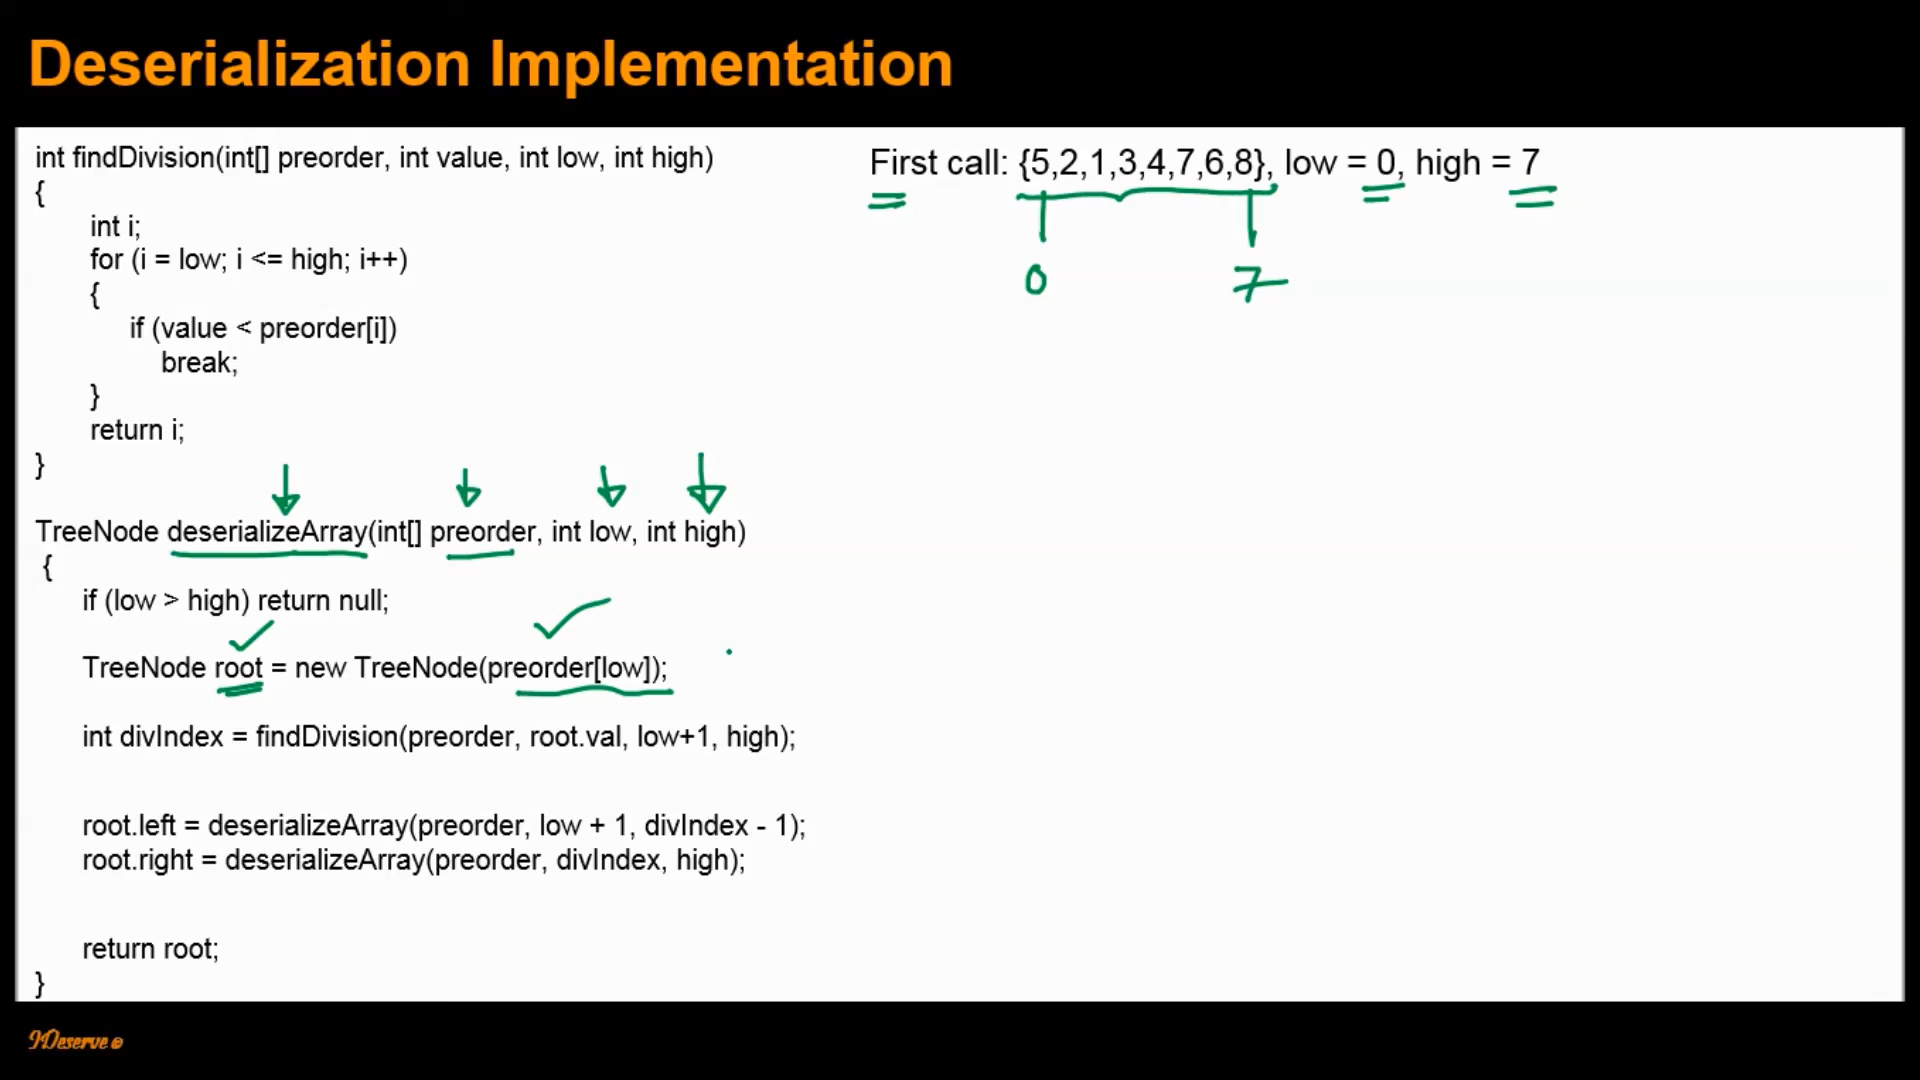 Deserialization Implementation
int findDivision(int[] preorder, int value, int low, int high)
{
int i;
for (i = low; i <= high; i++)
{
if (value < preorder[i])
break;
}
return i;
}
TreeNode deserializeArray(int[] preorder, int low, int high)
{
if (low > high) return null;
TreeNode root = new TreeNode(preorder[low]);
int divIndex = findDivision(preorder, root.val, low+1, high);
root.left = deserializeArray(preorder, low + 1, divIndex - 1);
root.right = deserializeArray(preorder, divIndex, high);
return root;
}
First call: {5,2,1,3,4,7,6,8}, low = 0, high = 7
0 7
IDeserve